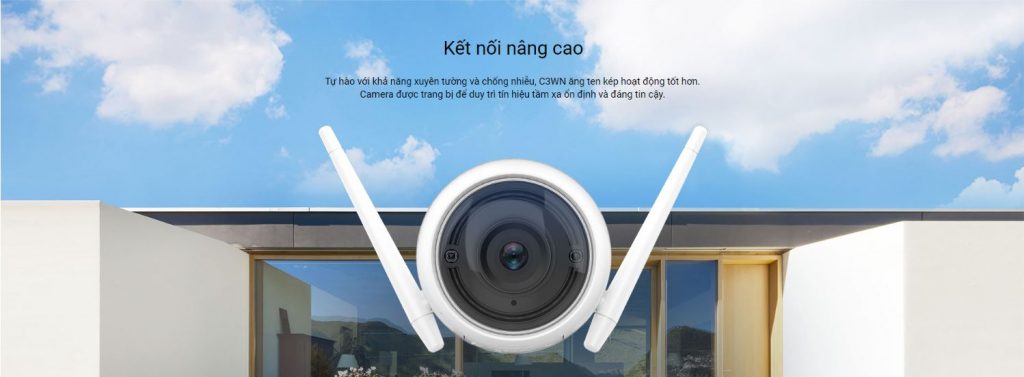 Kết nối nâng cao
Tự hào với khả năng xuyên tường và chống nhiễu, C3WN ăng ten kép hoạt động tốt hơn.
Camera được trang bị để duy trì tín hiệu tầm xa ổn định và đáng tin cậy.